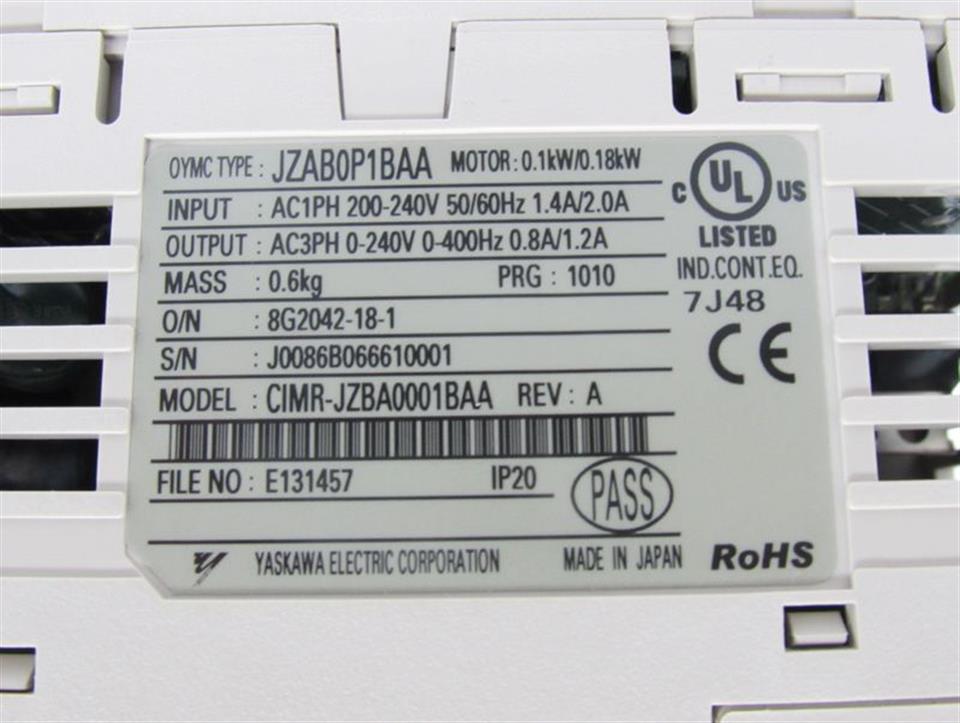 OYMC TYPE : JZAB0P1BAA MOTOR : 0.1kW/0.18kW
INPUT : AC1PH 200-240V 50/60Hz 1.4A/2.0A
OUTPUT : AC3PH 0-240V 0-400Hz 0.8A/1.2A
MASS : 0.6kg PRG : 1010
O/N : 8G2042-18-1
S/N : J0086B066610001
MODEL : CIMR-JZBA0001BAA REV : A
FILE NO : E131457 IP20
PASS
YASKAWA ELECTRIC CORPORATION MADE IN JAPAN
C UL US
LISTED
IND.CONT.EQ.
7J48
CE
RoHS